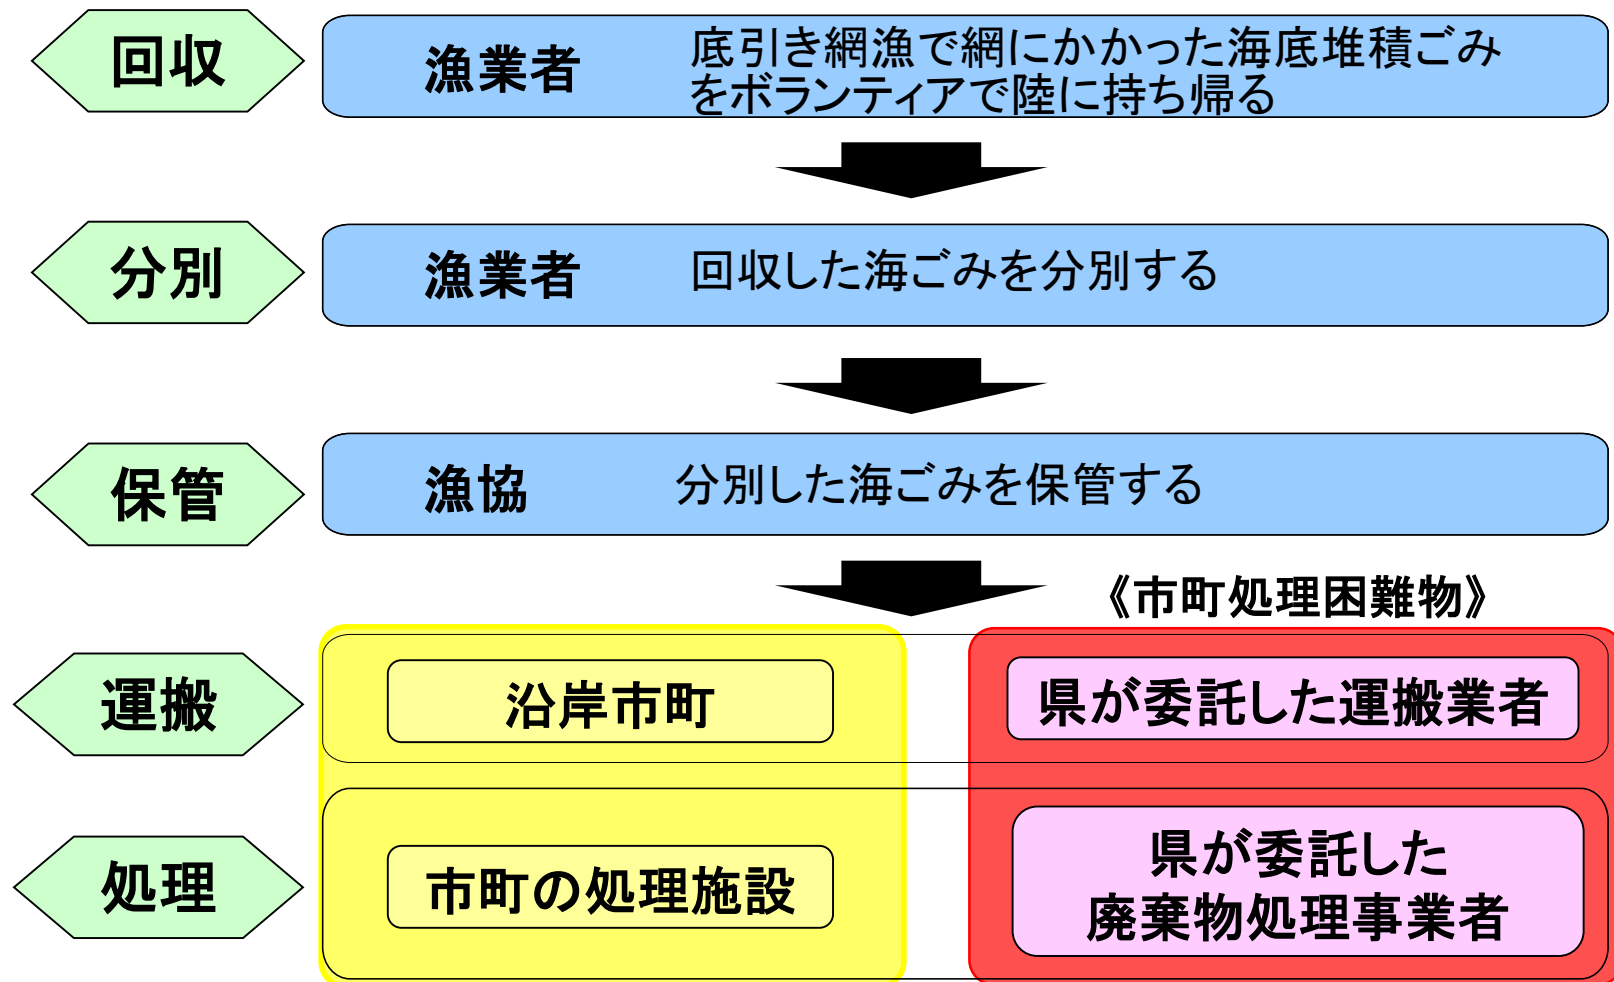 回収
漁業者
底引き網漁で網にかかった海底堆積ごみ
をボランティアで陸に持ち帰る
分別
漁業者
回収した海ごみを分別する
保管
漁協
分別した海ごみを保管する
《市町処理困難物》
運搬
沿岸市町
県が委託した運搬業者
処理
市町の処理施設
県が委託した
廃棄物処理事業者